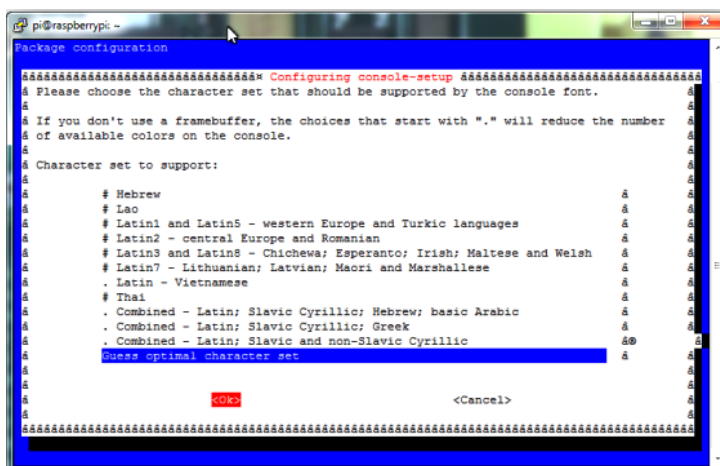 pi@raspberrypi: ~
Package configuration
Configuring console-setup
Please choose the character set that should be supported by the console font.
If you don't use a framebuffer, the choices that start with "." will reduce the number
of available colors on the console.
Character set to support:
# Hebrew
# Lao
# Latin1 and Latin5 - western Europe and Turkic languages
# Latin2 - central Europe and Romanian
# Latin3 and Latin8 - Chichewa; Esperanto; Irish; Maltese and Welsh
# Latin7 - Lithuanian; Latvian; Maori and Marshallese
. Latin - Vietnamese
# Thai
. Combined - Latin; Slavic Cyrillic; Hebrew; basic Arabic
. Combined - Latin; Slavic Cyrillic; Greek
. Combined - Latin; Slavic and non-Slavic Cyrillic
Guess optimal character set
<Ok> <Cancel>